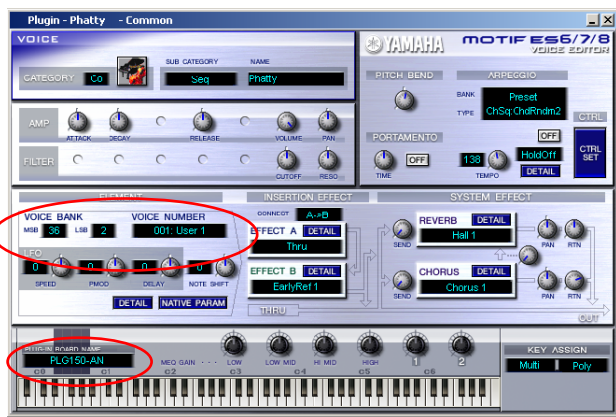 Plugin - Phatty - Common
VOICE
YAMAHA MOTIF ES6/7/8
VOICE EDITOR
SUB CATEGORY NAME
CATEGORY Co Seq Phatty
PITCH BEND ARPEGGIO
BANK Preset
TYPE ChSq:ChdRndm2
AMP
ATTACK DECAY RELEASE VOLUME PAN
CTRL
PORTAMENTO OFF
FILTER
CUTOFF RESO
TIME OFF 138 TEMPO HoldOff DETAIL
CTRL SET
ELEMENT INSERTION EFFECT SYSTEM EFFECT
VOICE BANK VOICE NUMBER
MSB 36 LSB 2 001: User 1
CONNECT A->B
EFFECT A DETAIL
Thru
SEND REVERB DETAIL PAN RTN
Hall 1
LFO
0 0 0 0
SPEED PMOD DELAY NOTE SHIFT
EFFECT B DETAIL
EarlyRef1
SEND CHORUS DETAIL PAN RTN
Chorus 1
DETAIL NATIVE PARAM
THRU
OUT
PLUG-IN BOARD NAME
PLG150-AN
MEQ GAIN LOW LOW MID HI MID HIGH 1 2
KEY ASSIGN
Multi Poly
C0 C1 C2 C3 C4 C5 C6